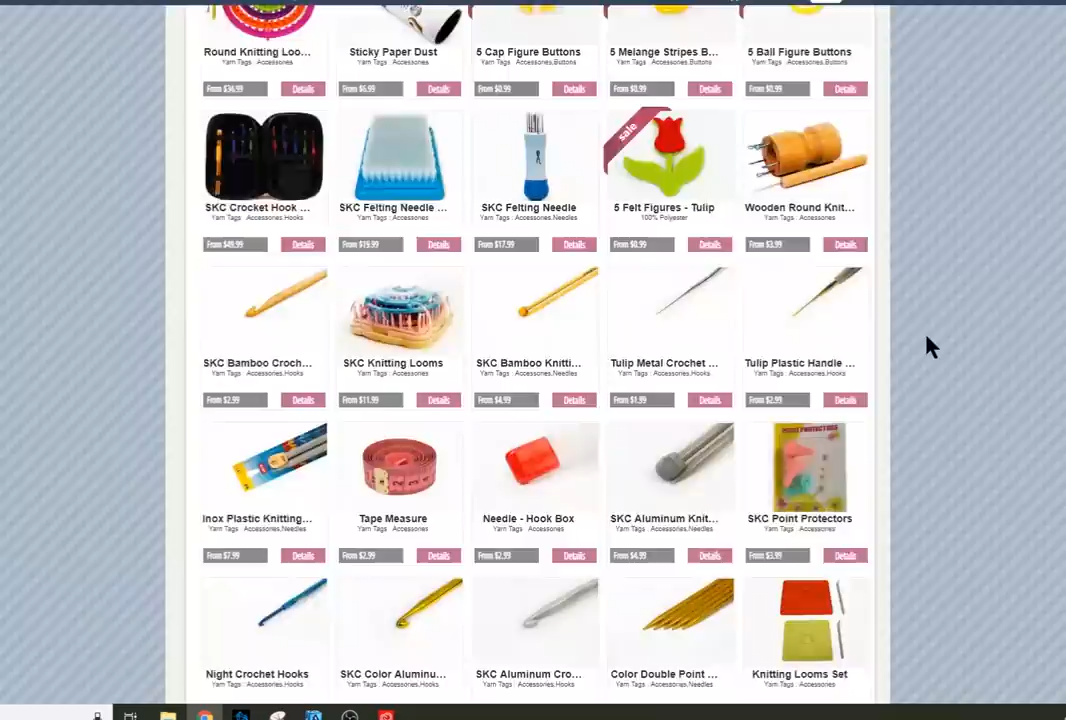 Round Knitting Loo...
Yarn Tags : Accessories
From $36.99
Details
Sticky Paper Dust
Yarn Tags : Accessories
From $6.99
Details
5 Cap Figure Buttons
Yarn Tags : Accessories,Buttons
From $0.99
Details
5 Melange Stripes B...
Yarn Tags : Accessories,Buttons
From $0.99
Details
5 Ball Figure Buttons
Yarn Tags : Accessories,Buttons
From $0.99
Details
SKC Crocket Hook ...
Yarn Tags : Accessories,Hooks
From $49.99
Details
SKC Felting Needle ...
Yarn Tags : Accessories
From $19.99
Details
SKC Felting Needle
Yarn Tags : Accessories,Needles
From $17.99
Details
sale
5 Felt Figures - Tulip
100% Polyester
From $0.99
Details
Wooden Round Knit...
Yarn Tags : Accessories
From $3.99
Details
SKC Bamboo Croch...
Yarn Tags : Accessories,Hooks
From $2.99
Details
SKC Knitting Looms
Yarn Tags : Accessories
From $11.99
Details
SKC Bamboo Knitti...
Yarn Tags : Accessories,Needles
From $4.99
Details
Tulip Metal Crochet ...
Yarn Tags : Accessories,Hooks
From $1.99
Details
Tulip Plastic Handle ...
Yarn Tags : Accessories,Hooks
From $2.99
Details
Inox Plastic Knitting...
Yarn Tags : Accessories,Needles
From $7.99
Details
Tape Measure
Yarn Tags : Accessories
From $2.99
Details
Needle - Hook Box
Yarn Tags : Accessories
From $2.99
Details
SKC Aluminum Knit...
Yarn Tags : Accessories,Needles
From $4.99
Details
POINT PROTECTORS
SKC Point Protectors
Yarn Tags : Accessories
From $3.99
Details
Night Crochet Hooks
Yarn Tags : Accessories,Hooks
SKC Color Aluminu...
Yarn Tags : Accessories,Hooks
SKC Aluminum Cro...
Yarn Tags : Accessories,Hooks
Color Double Point ...
Yarn Tags : Accessories,Needles
Knitting Looms Set
Yarn Tags : Accessories